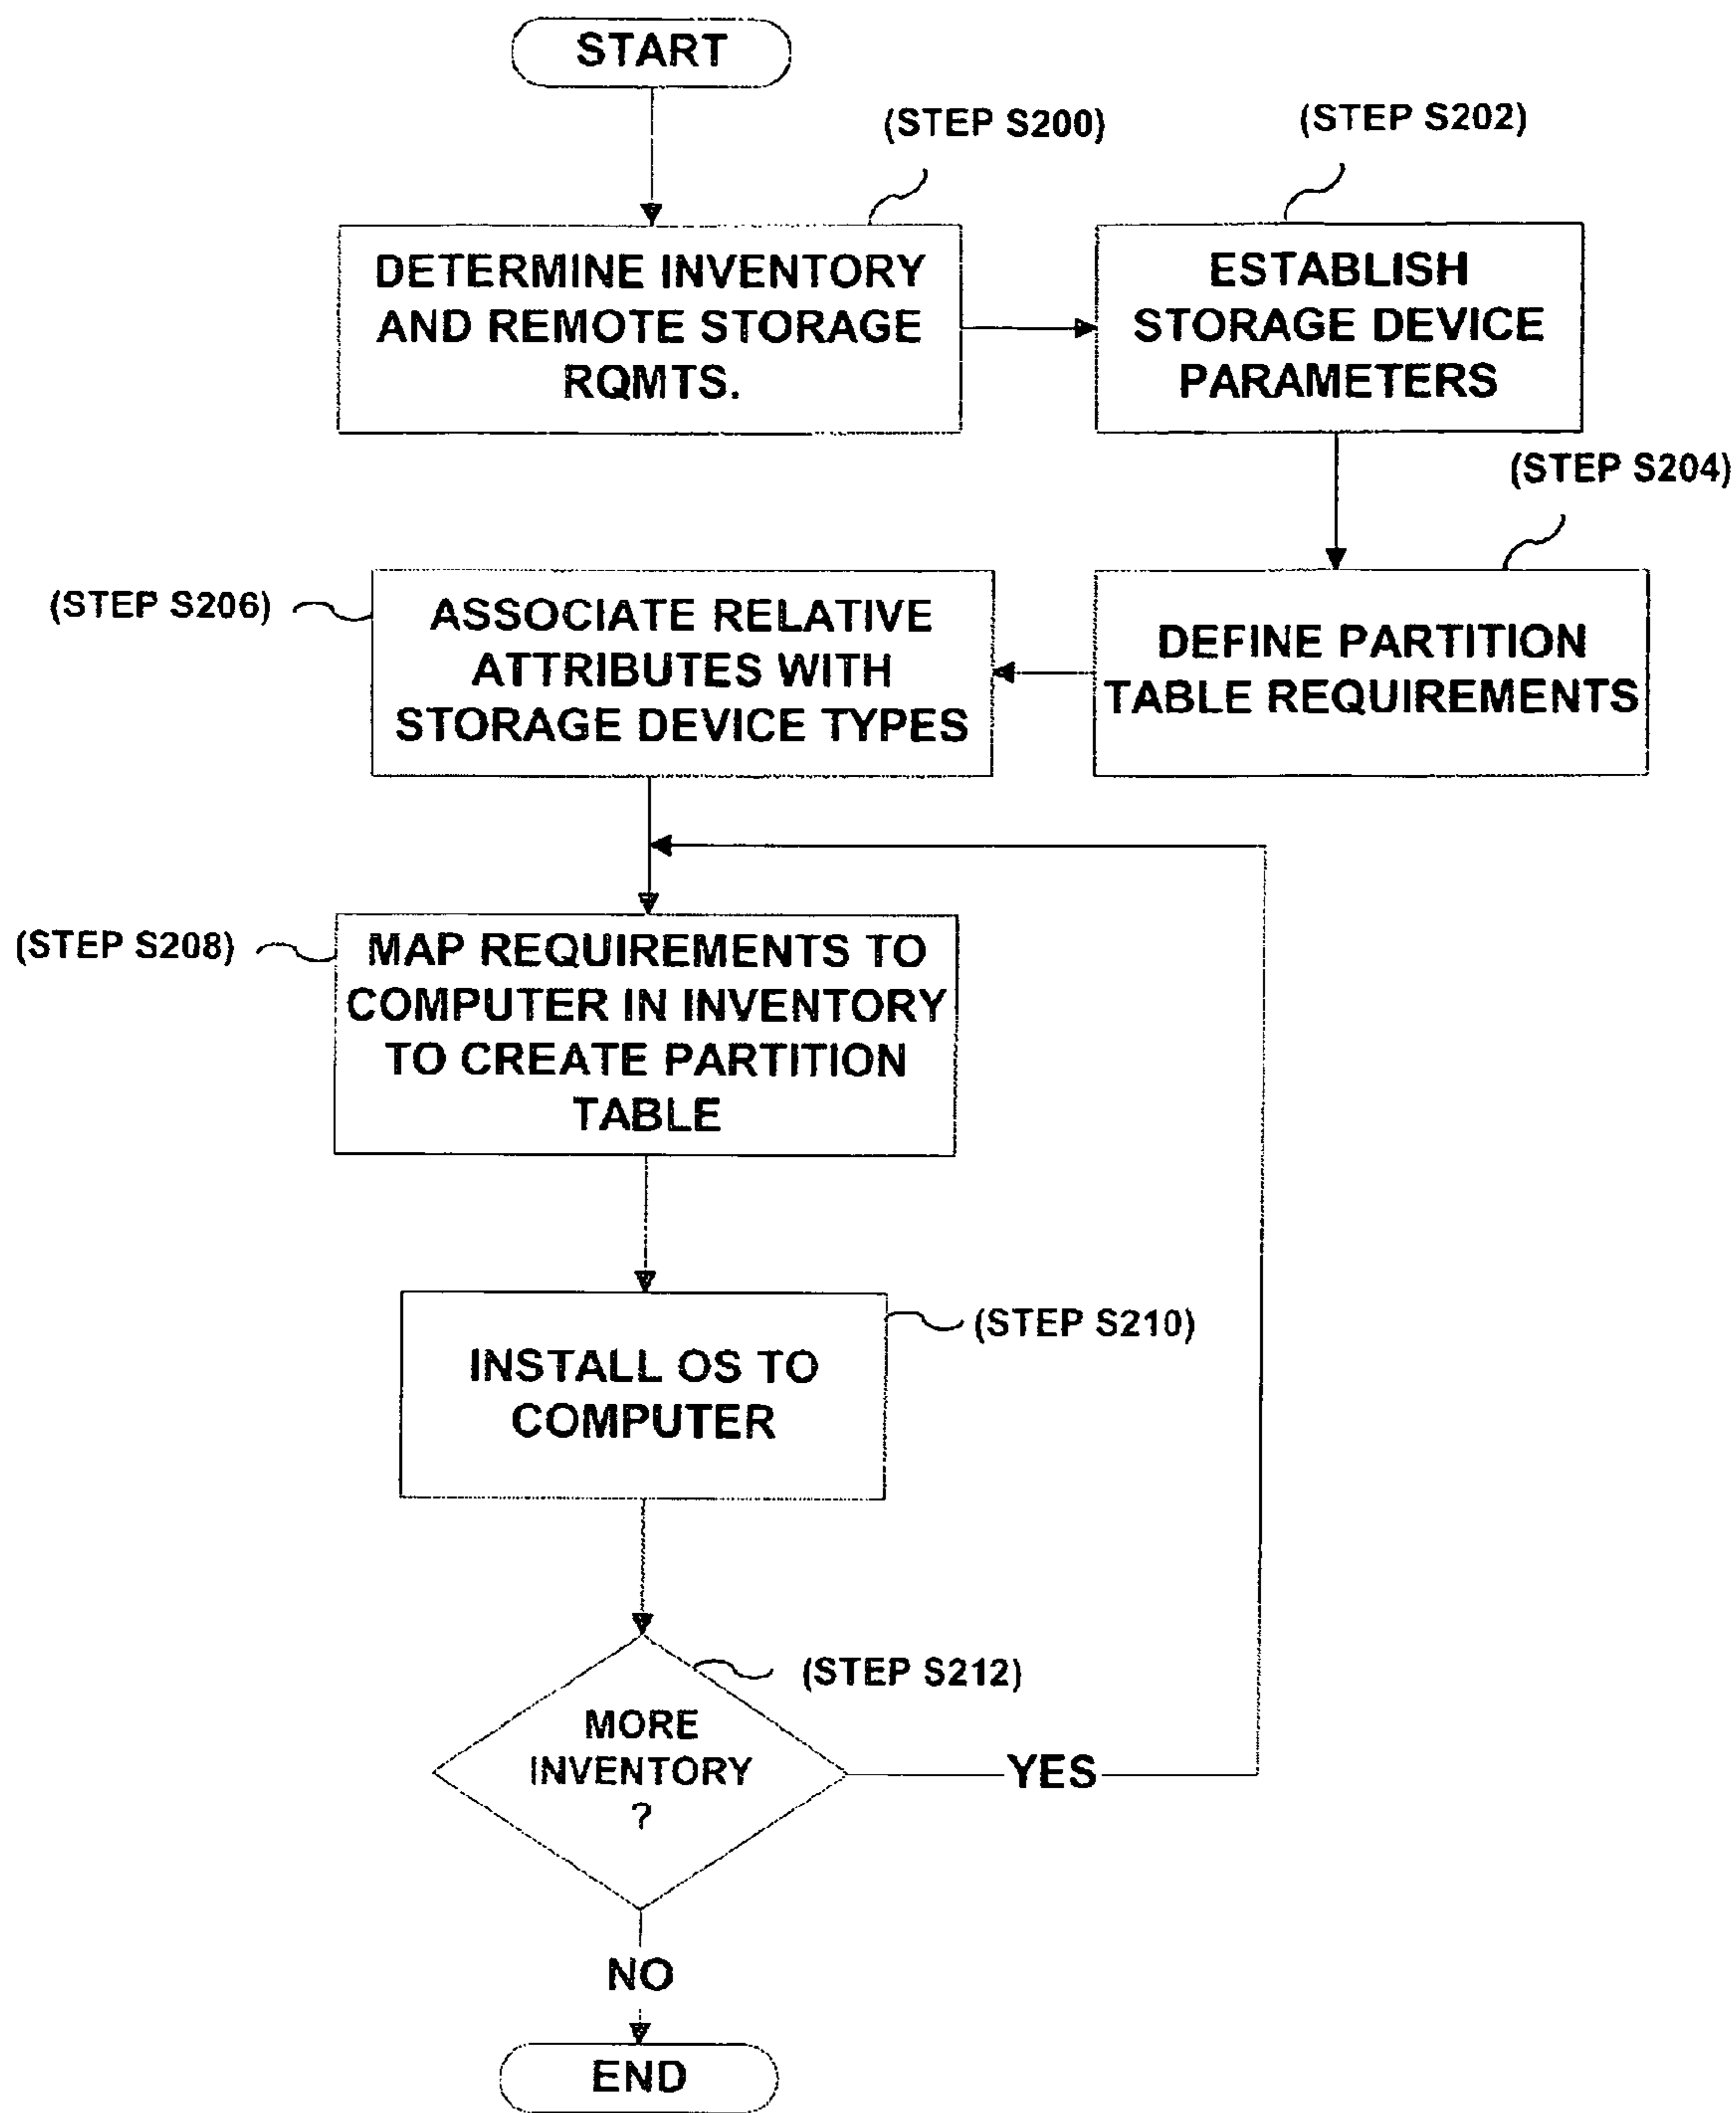 START
(STEP S200)
DETERMINE INVENTORY
AND REMOTE STORAGE
RQMTS.
(STEP S202)
ESTABLISH
STORAGE DEVICE
PARAMETERS
(STEP S204)
DEFINE PARTITION
TABLE REQUIREMENTS
(STEP S206)
ASSOCIATE RELATIVE
ATTRIBUTES WITH
STORAGE DEVICE TYPES
(STEP S208)
MAP REQUIREMENTS TO
COMPUTER IN INVENTORY
TO CREATE PARTITION
TABLE
(STEP S210)
INSTALL OS TO
COMPUTER
(STEP S212)
MORE
INVENTORY
?
YES
NO
END